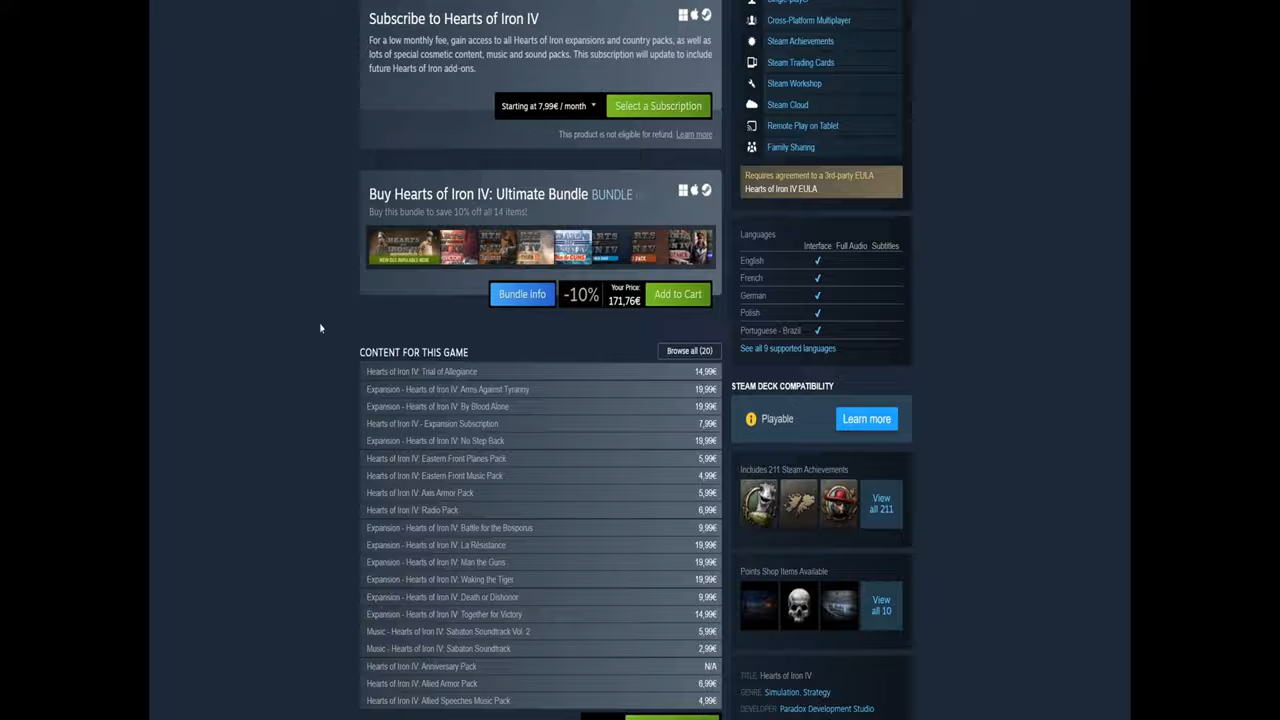 Subscribe to Hearts of Iron IV
For a low monthly fee, gain access to all Hearts of Iron expansions and country packs, as well as
lots of special cosmetic content, music and sound packs. This subscription will update to include
future Hearts of Iron add-ons.
Starting at 7,99€ / month
Select a Subscription
This product is not eligible for refund. Learn more
Buy Hearts of Iron IV: Ultimate Bundle BUNDLE
Buy this bundle to save 10% off all 14 items!
Bundle info
-10%
Your Price:
171,76€
Add to Cart
CONTENT FOR THIS GAME
Browse all (20)
Hearts of Iron IV: Trial of Allegiance 14,99€
Expansion - Hearts of Iron IV: Arms Against Tyranny 19,99€
Expansion - Hearts of Iron IV: By Blood Alone 19,99€
Hearts of Iron IV - Expansion Subscription 7,99€
Expansion - Hearts of Iron IV: No Step Back 19,99€
Hearts of Iron IV: Eastern Front Planes Pack 5,99€
Hearts of Iron IV: Eastern Front Music Pack 4,99€
Hearts of Iron IV: Axis Armor Pack 5,99€
Hearts of Iron IV: Radio Pack 6,99€
Expansion - Hearts of Iron IV: Battle for the Bosporus 9,99€
Expansion - Hearts of Iron IV: La Résistance 19,99€
Expansion - Hearts of Iron IV: Man the Guns 19,99€
Expansion - Hearts of Iron IV: Waking the Tiger 19,99€
Expansion - Hearts of Iron IV: Death or Dishonor 9,99€
Expansion - Hearts of Iron IV: Together for Victory 14,99€
Music - Hearts of Iron IV: Sabaton Soundtrack Vol. 2 5,99€
Music - Hearts of Iron IV: Sabaton Soundtrack 2,99€
Hearts of Iron IV: Anniversary Pack N/A
Hearts of Iron IV: Allied Armor Pack 6,99€
Hearts of Iron IV: Allied Speeches Music Pack 4,99€
Cross-Platform Multiplayer
Steam Achievements
Steam Trading Cards
Steam Workshop
Steam Cloud
Remote Play on Tablet
Family Sharing
Requires agreement to a 3rd-party EULA
Hearts of Iron IV EULA
Languages
Interface Full Audio Subtitles
English ✔
French ✔
German ✔
Polish ✔
Portuguese - Brazil ✔
See all 9 supported languages
STEAM DECK COMPATIBILITY
Playable
Learn more
Includes 211 Steam Achievements
View
all 211
Points Shop Items Available
View
all 10
TITLE: Hearts of Iron IV
GENRE: Simulation, Strategy
DEVELOPER: Paradox Development Studio